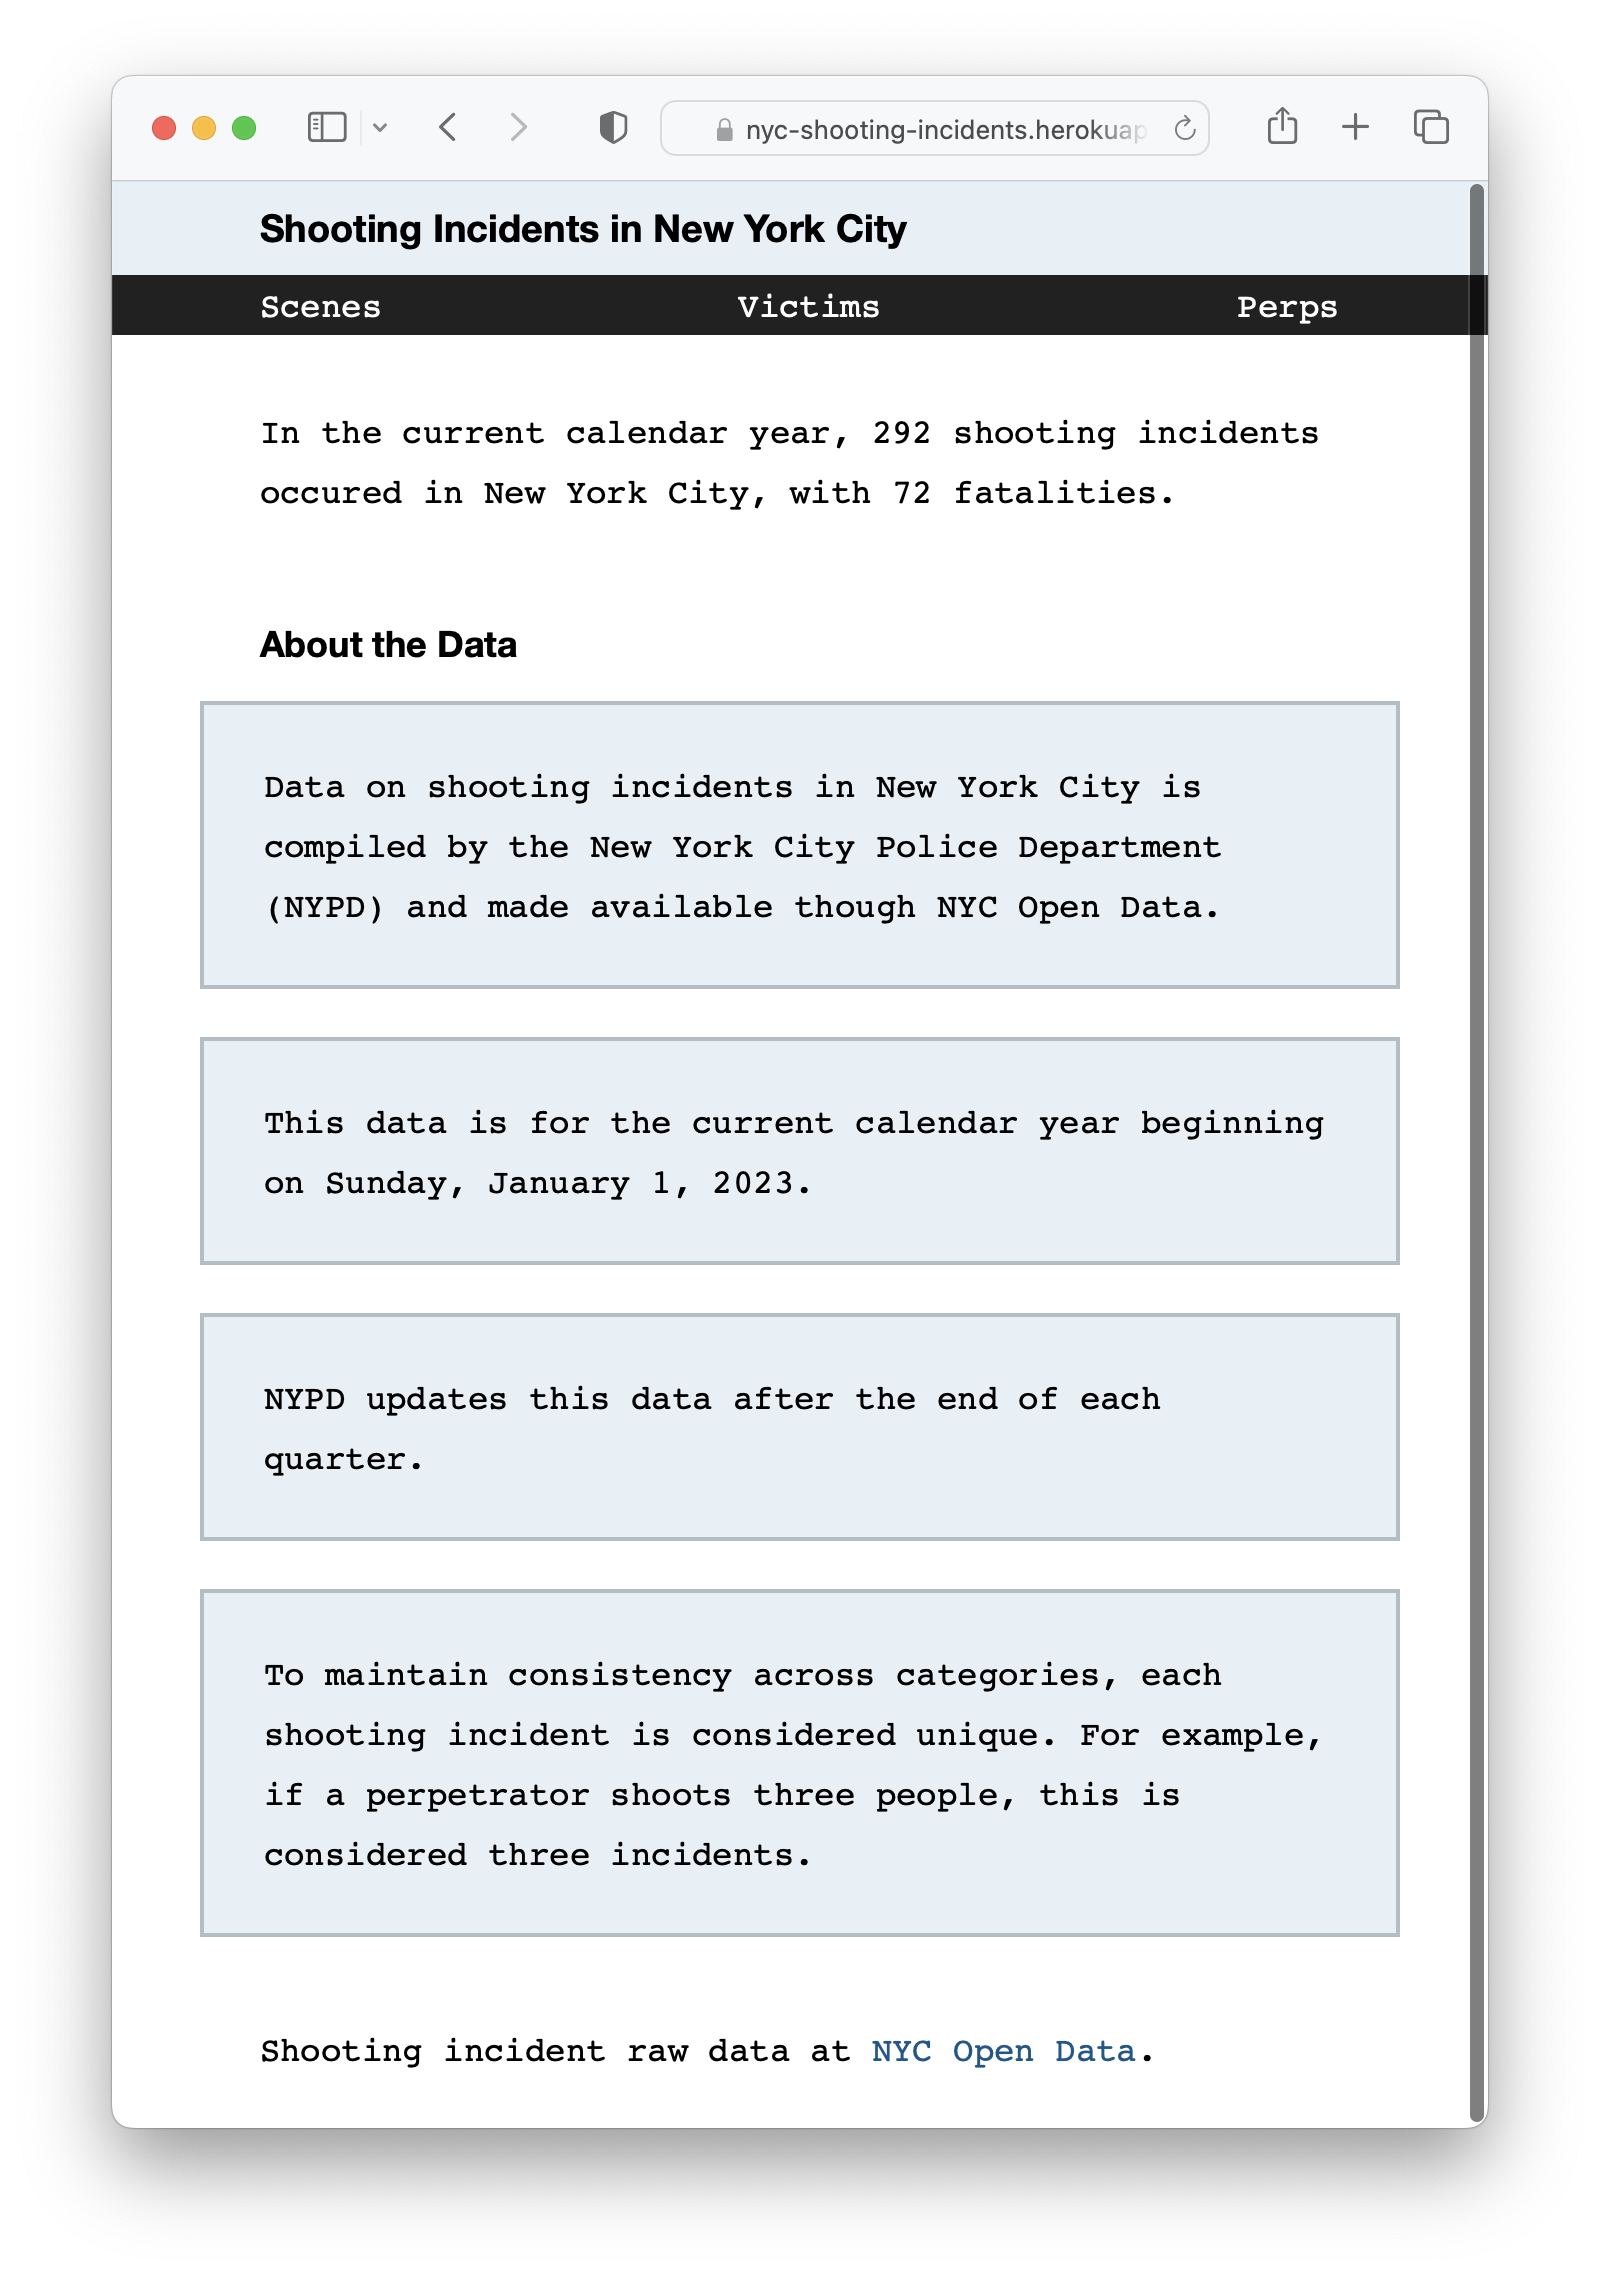 nyc-shooting-incidents.herokuap
Shooting Incidents in New York City
Scenes Victims Perps
In the current calendar year, 292 shooting incidents
occured in New York City, with 72 fatalities.
About the Data
Data on shooting incidents in New York City is
compiled by the New York City Police Department
(NYPD) and made available though NYC Open Data.
This data is for the current calendar year beginning
on Sunday, January 1, 2023.
NYPD updates this data after the end of each
quarter.
To maintain consistency across categories, each
shooting incident is considered unique. For example,
if a perpetrator shoots three people, this is
considered three incidents.
Shooting incident raw data at NYC Open Data.